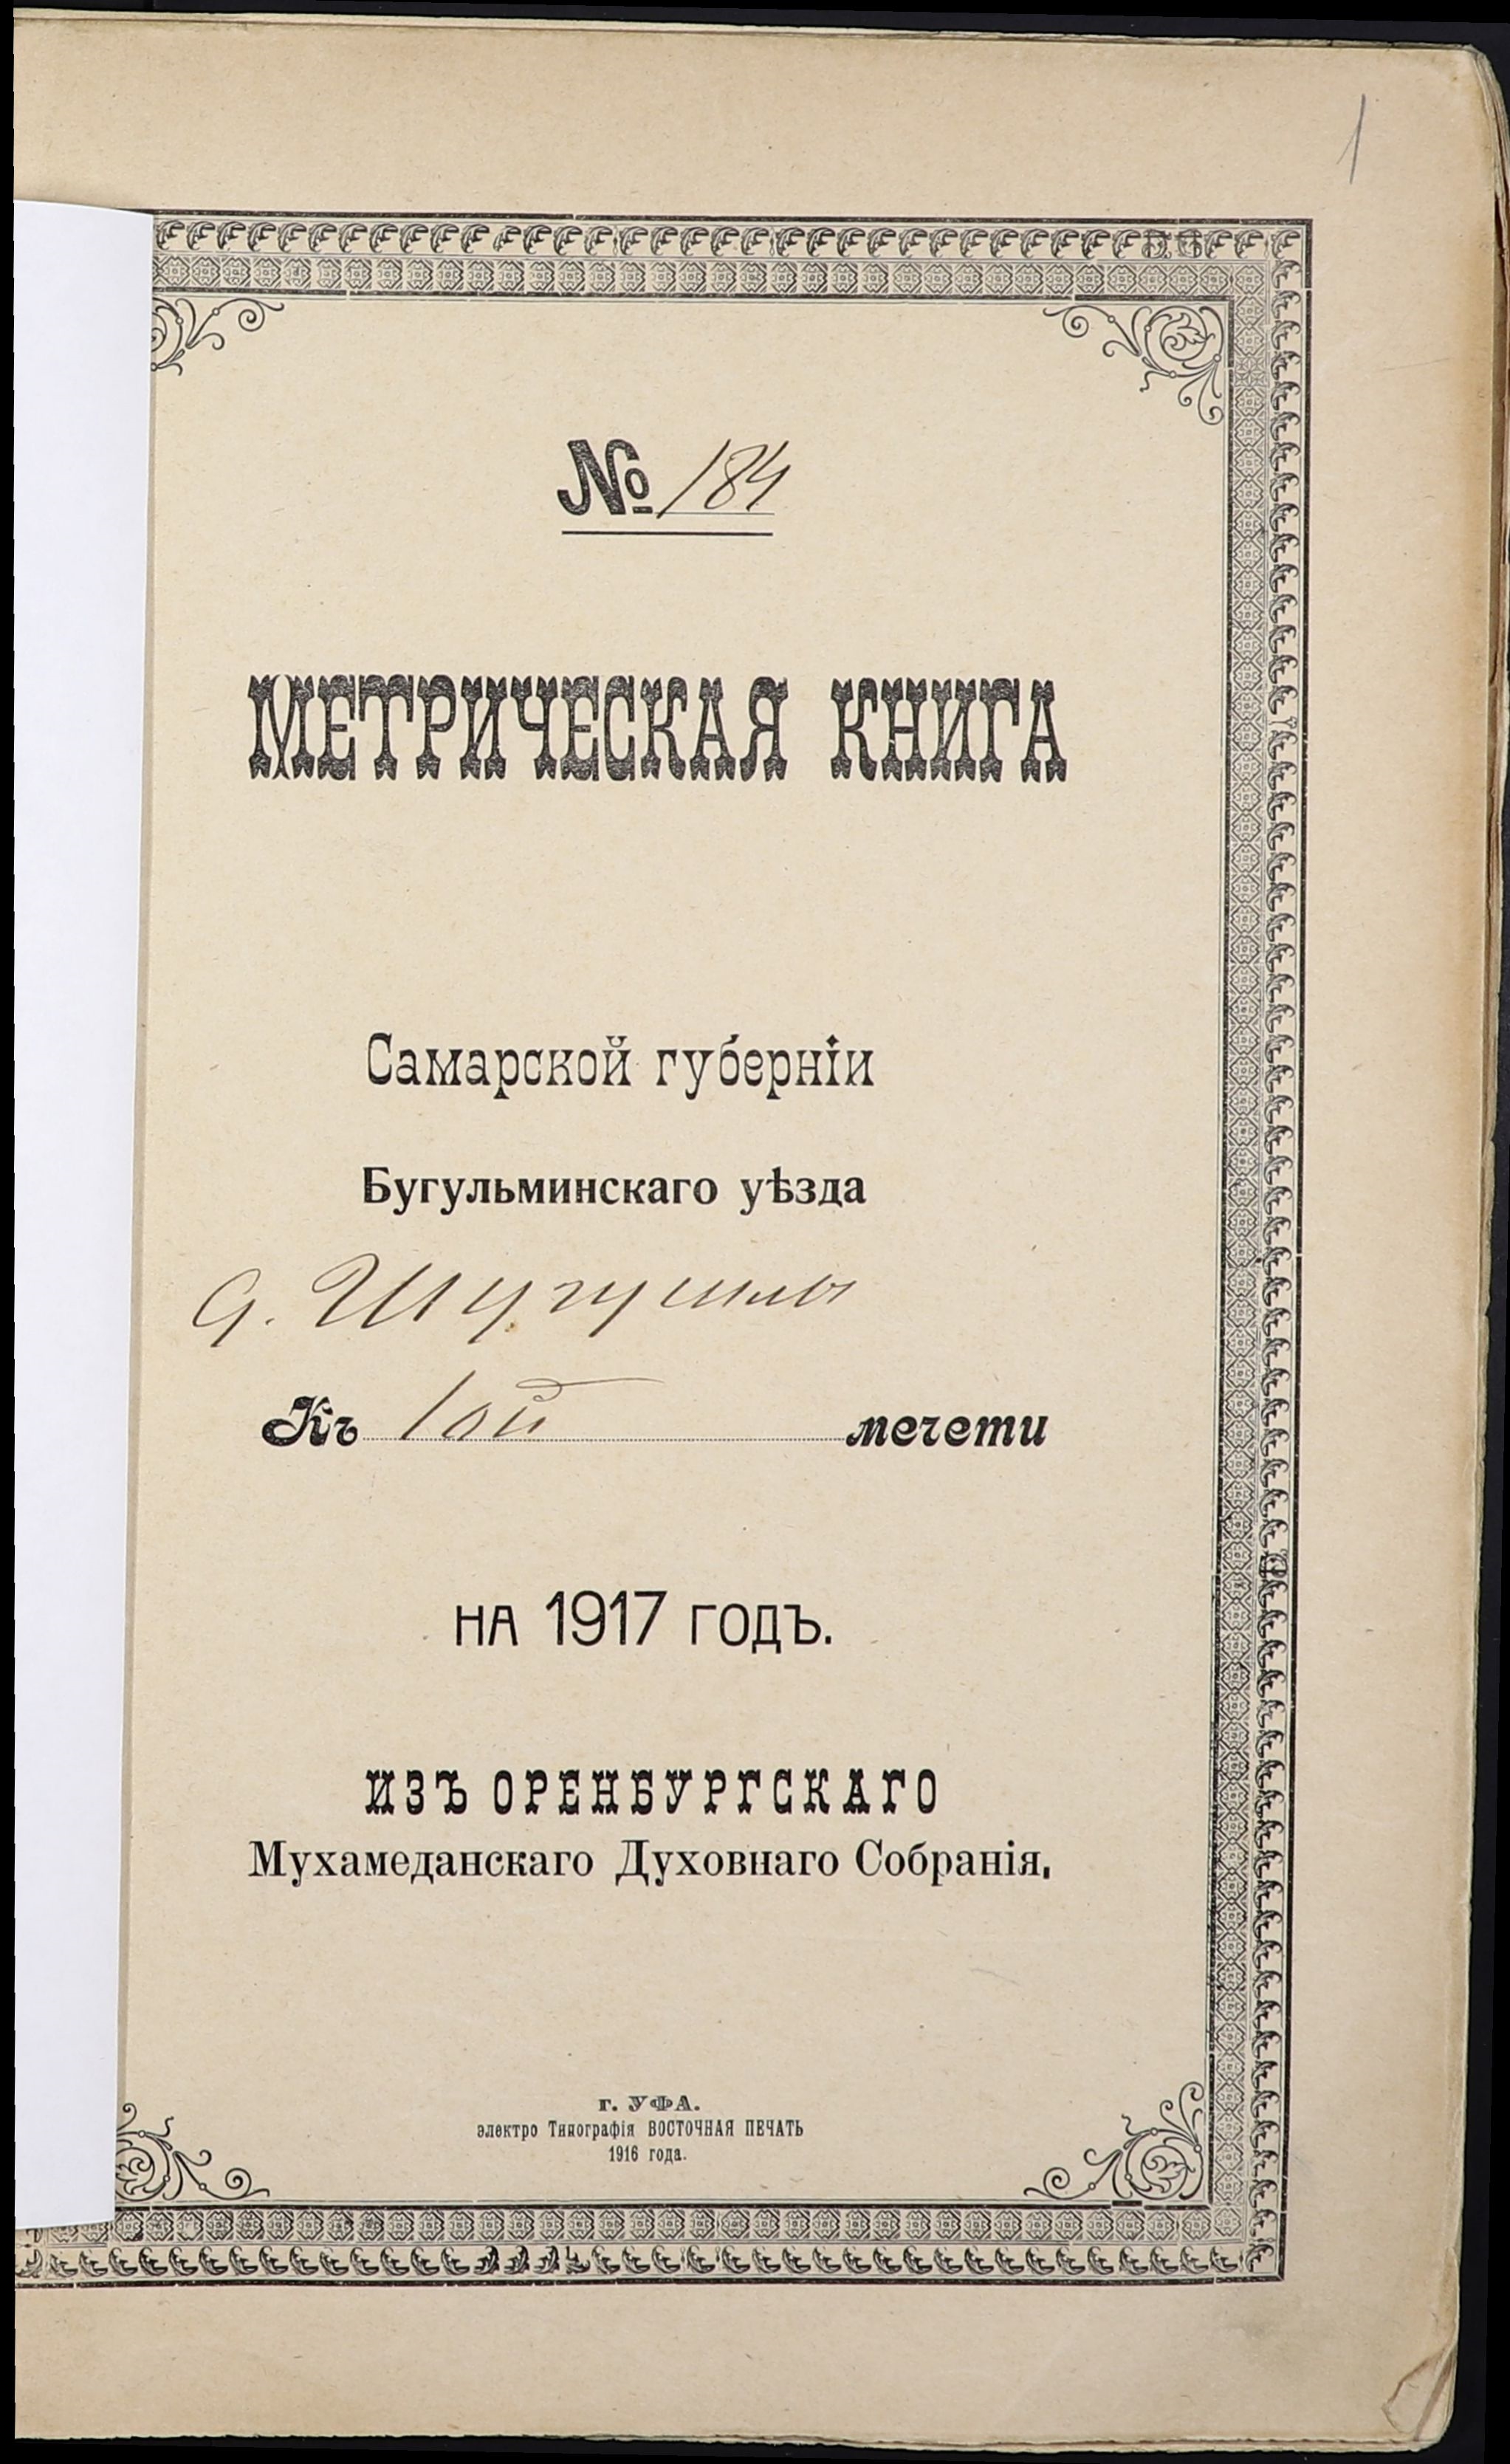 1
№ 184
МЕТРИЧЕСКАЯ КНИГА
Самарской губерніи
Бугульминскаго уѣзда
д. Шугушлы
Къ 1ой мечети
НА 1917 ГОДЪ.
ИЗЪ ОРЕНБУРГСКАГО
Мухамеданскаго Духовнаго Собранія.
г. УФА.
электро Типографія ВОСТОЧНАЯ ПЕЧАТЬ
1916 года.